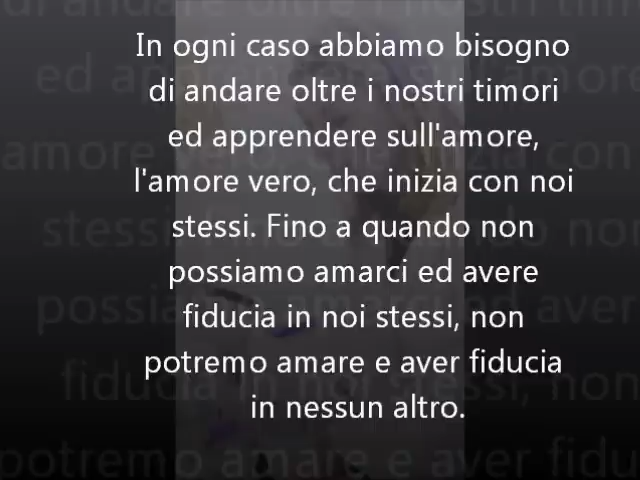 In ogni caso abbiamo bisogno
di andare oltre i nostri timori
ed apprendere sull'amore,
l'amore vero, che inizia con noi
stessi. Fino a quando non
possiamo amarci ed avere
fiducia in noi stessi, non
potremo amare e aver fiducia
in nessun altro.